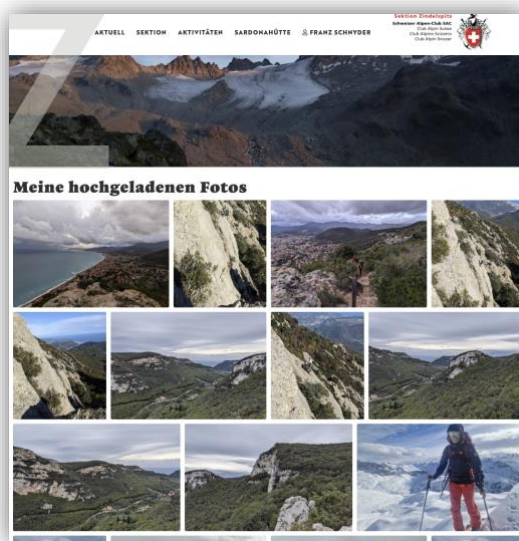 AKTUELL SEKTION AKTIVITÄTEN SARDONAHÜTTE FRANZ SCHNYDER
Sektion Zindelspitz
Schweizer Alpen-Club SAC
Club Alpin Suisse
Club Alpino Svizzero
Club Alpin Svizzer
Z
Meine hochgeladenen Fotos